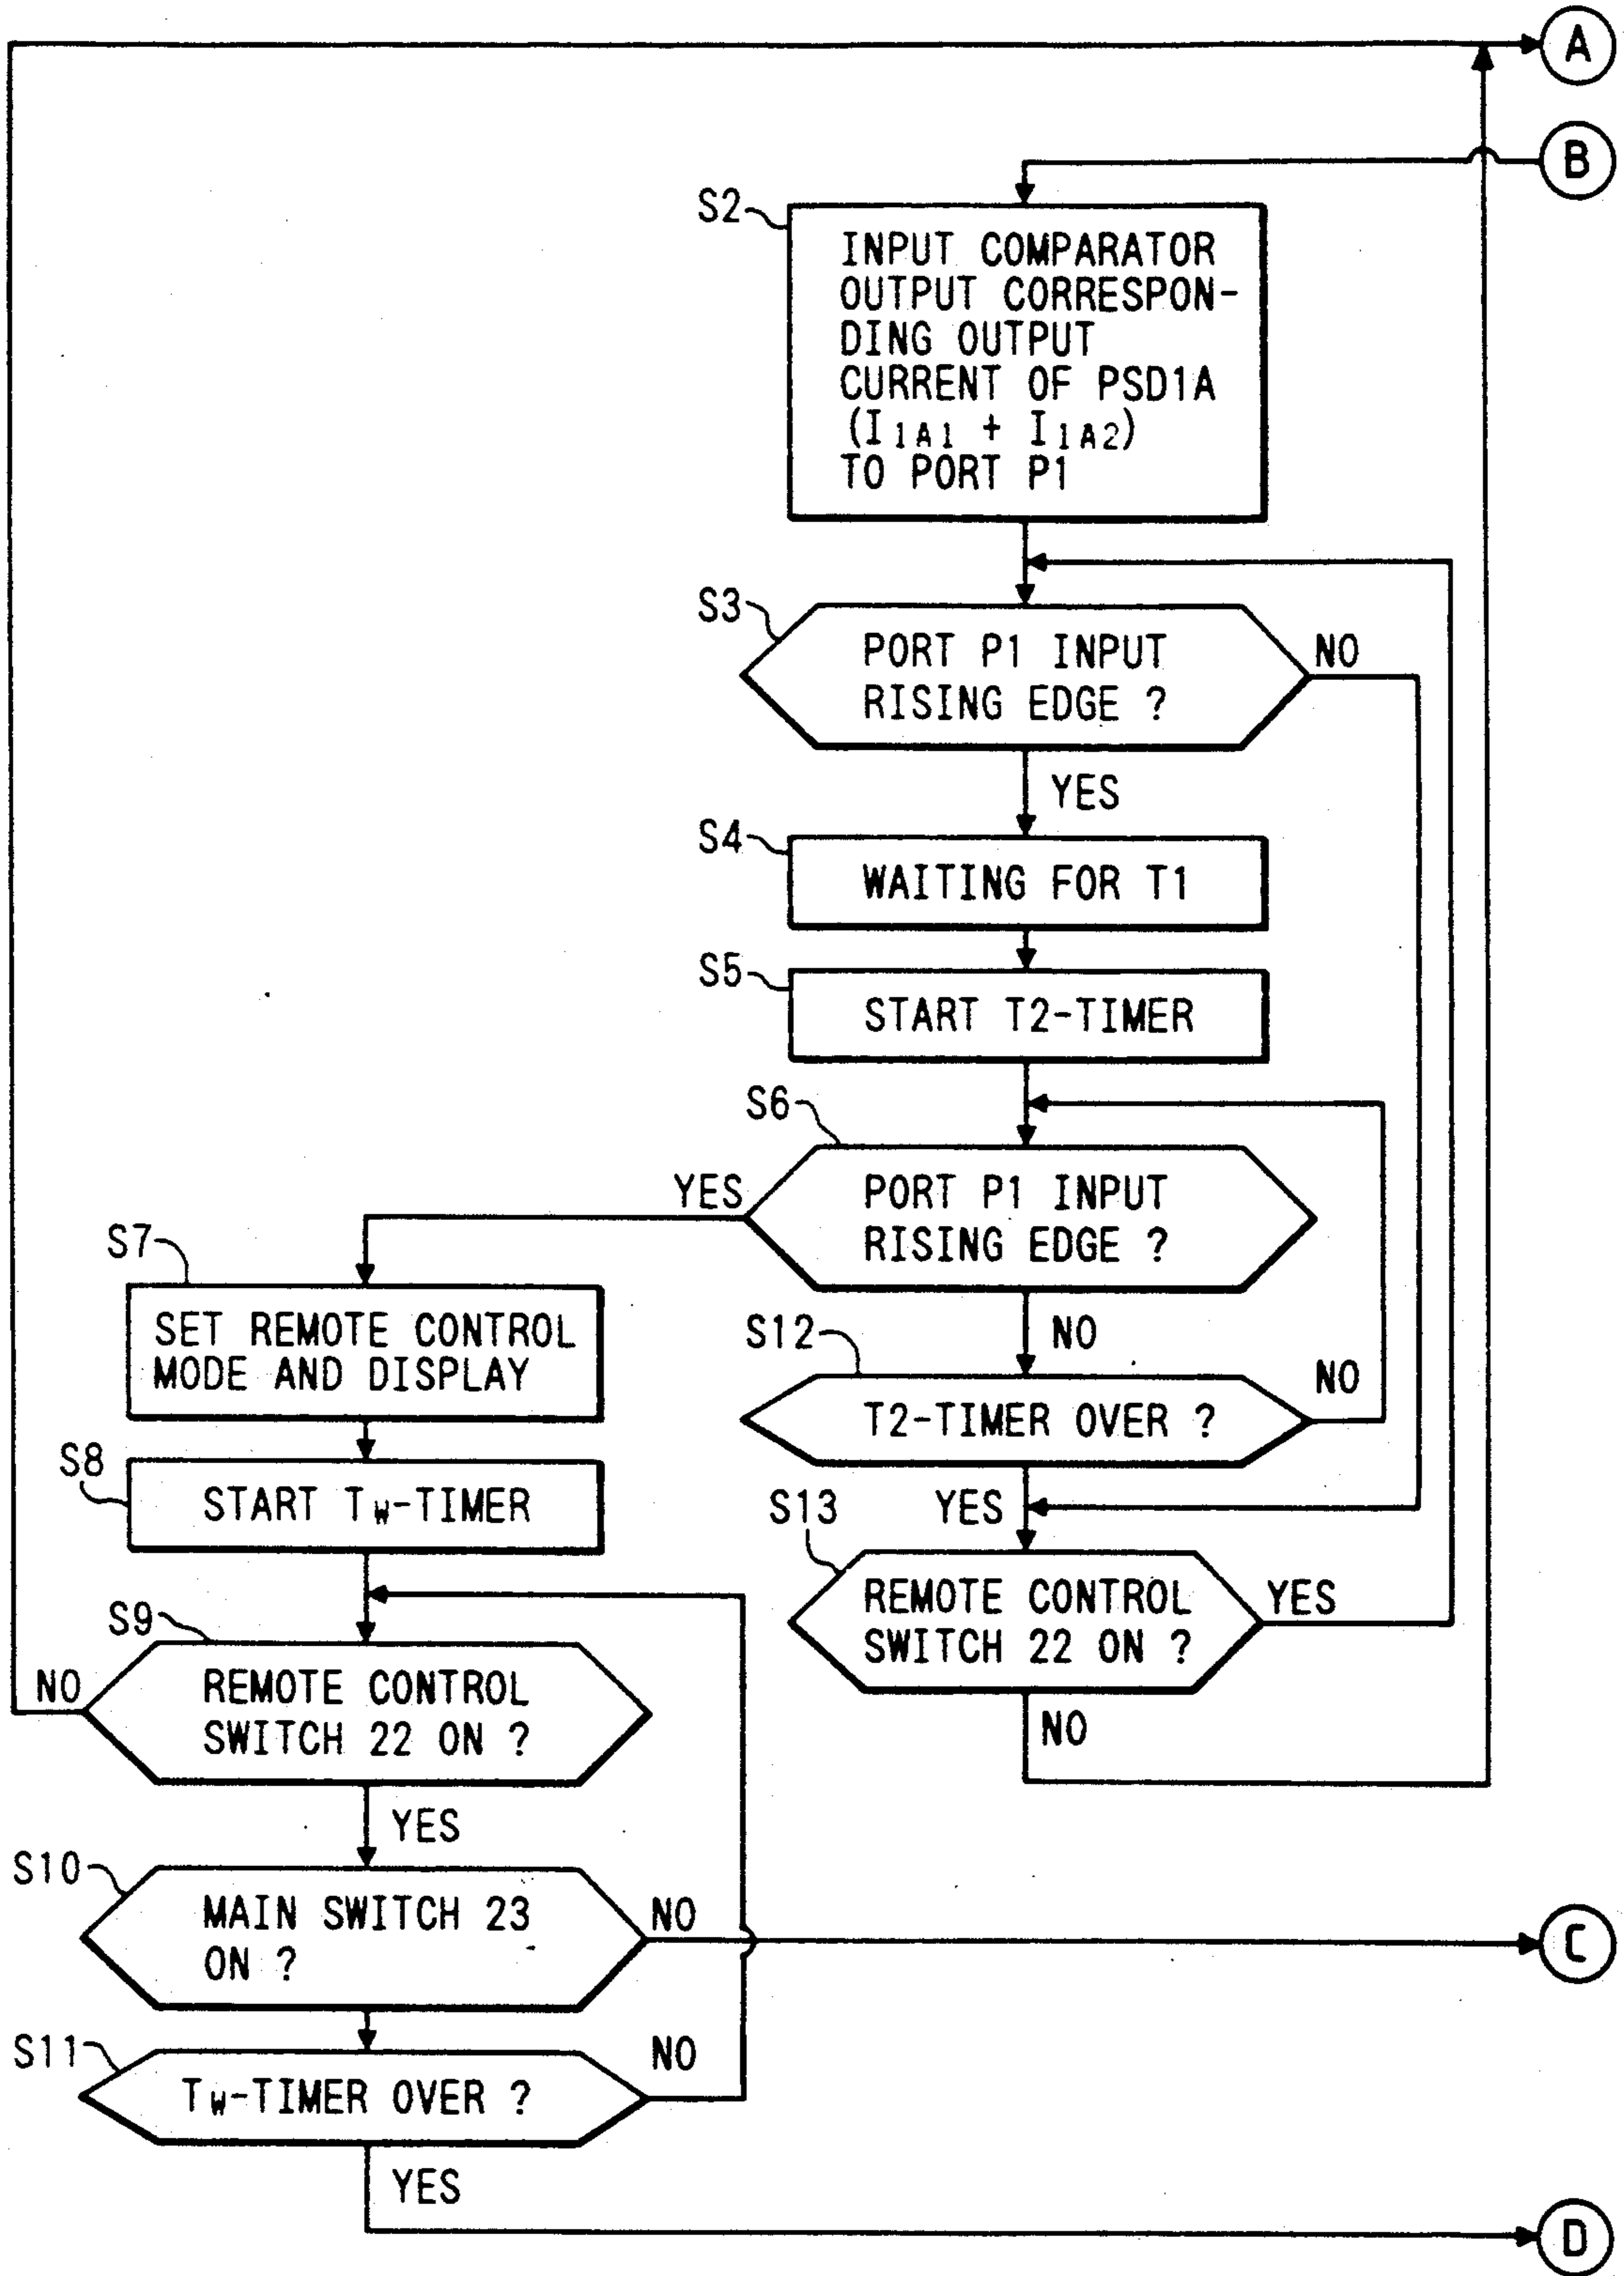 A
B
S2
INPUT COMPARATOR
OUTPUT CORRESPON-
DING OUTPUT
CURRENT OF PSD1A
(I1A1 + I1A2)
TO PORT P1
S3
PORT P1 INPUT
RISING EDGE ?
NO
YES
S4
WAITING FOR T1
S5
START T2-TIMER
S6
PORT P1 INPUT
RISING EDGE ?
YES
NO
S7
SET REMOTE CONTROL
MODE AND DISPLAY
S12
T2-TIMER OVER ?
NO
YES
S8
START TW-TIMER
S13
REMOTE CONTROL
SWITCH 22 ON ?
YES
NO
S9
REMOTE CONTROL
SWITCH 22 ON ?
NO
YES
S10
MAIN SWITCH 23
ON ?
NO
C
S11
TW-TIMER OVER ?
NO
YES
D